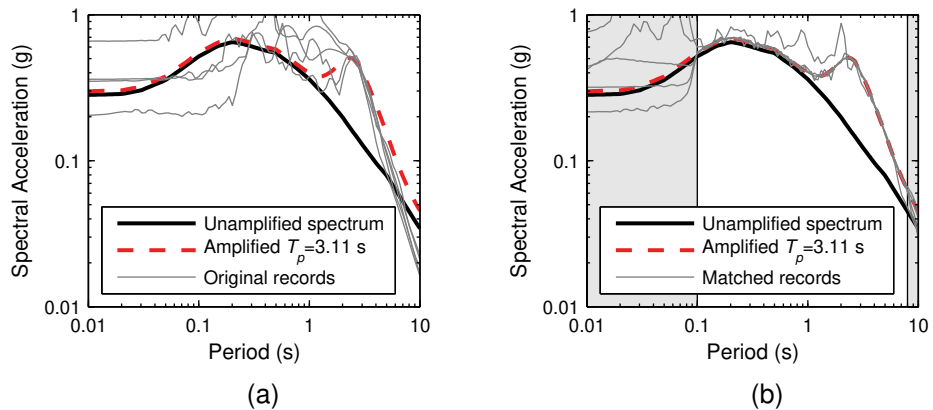 1
0.1
0.01
0.01
0.1
1
10
Spectral Acceleration (g)
Period (s)
Unamplified spectrum
Amplified T_p=3.11 s
Original records
(a)
1
0.1
0.01
0.01
0.1
1
10
Spectral Acceleration (g)
Period (s)
Unamplified spectrum
Amplified T_p=3.11 s
Matched records
(b)